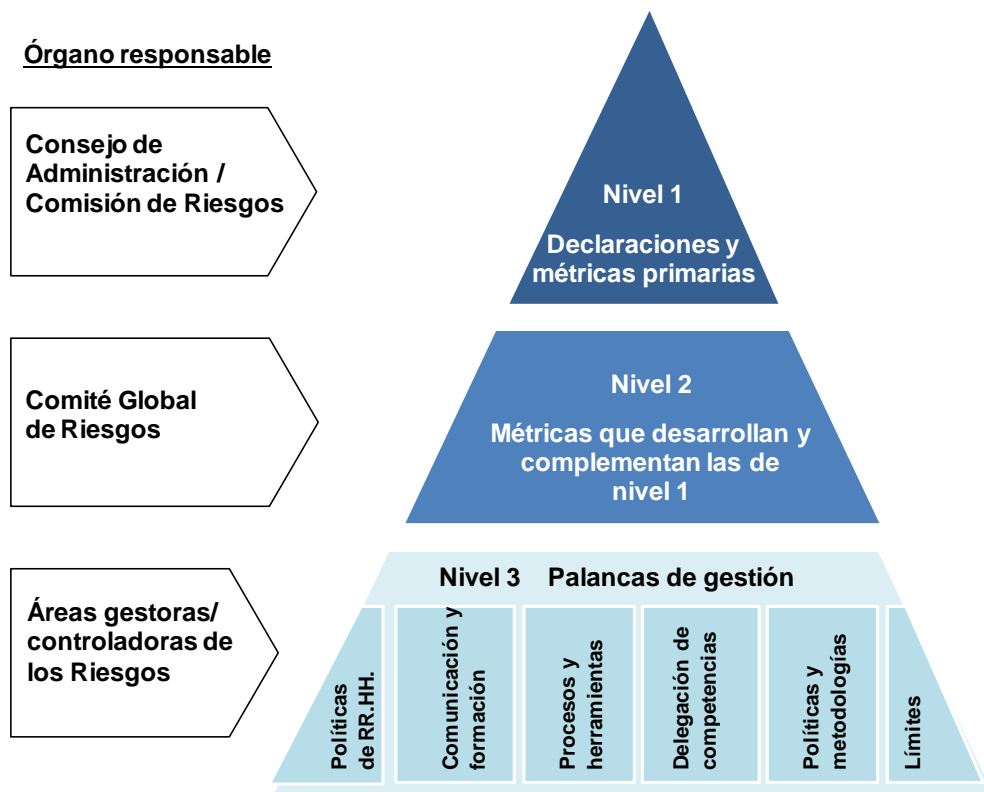 Órgano responsable
Consejo de
Administración /
Comisión de Riesgos
Nivel 1
Declaraciones y
métricas primarias
Comité Global
de Riesgos
Nivel 2
Métricas que desarrollan y
complementan las de
nivel 1
Áreas gestoras/
controladoras de
los Riesgos
Nivel 3 Palancas de gestión
Políticas
de RR.HH.
Comunicación y
formación
Procesos y
herramientas
Delegación de
competencias
Políticas y
metodologías
Límites